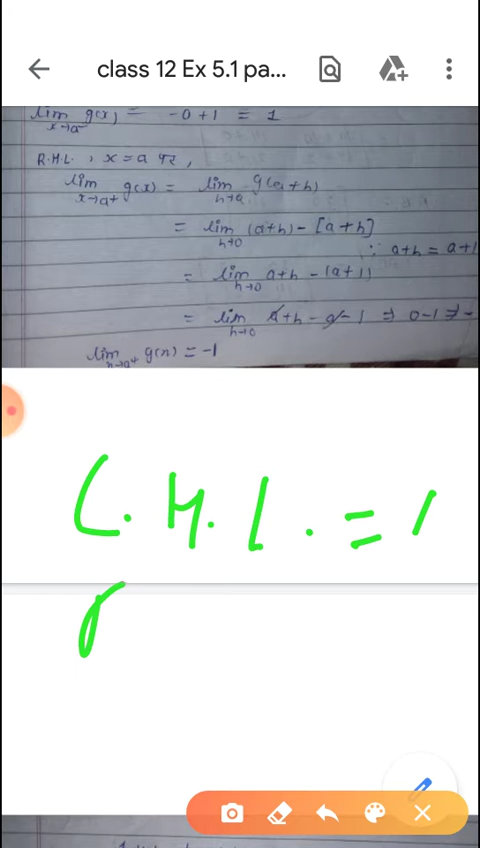 class 12 Ex 5.1 pa...
lim g(x) = -0+1 = 1
x→a⁻
R.H.L., x=a पर,
lim g(x) = lim g(a+h)
x→a+ h→0
= lim (a+h) - [a+h]
h→0
∵ a+h = a+1
= lim a+h - (a+1)
h→0
= lim a+h - a - 1 ⇒ 0-1 ⇒ -
h→0
lim g(x) = -1
x→a+
L.H.L. = 1